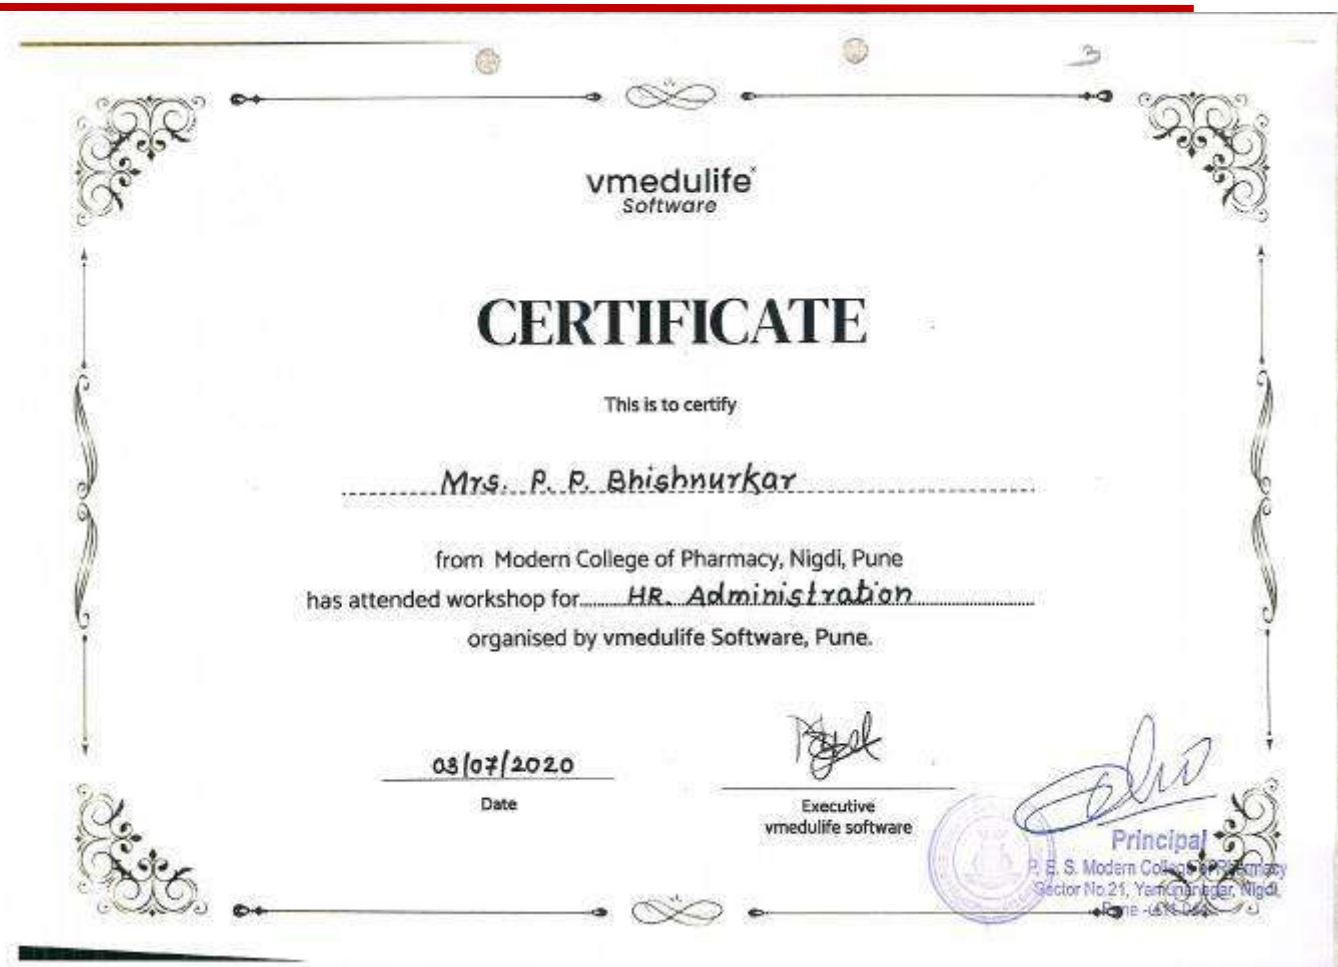 3
vmedulife
Software
CERTIFICATE
This is to certify
Mrs. P. P. Bhishnurkar
from Modern College of Pharmacy, Nigdi, Pune
has attended workshop for HR. Administration
organised by vmedulife Software, Pune.
03/07/2020
Date
Executive
vmedulife software
Principal
P. E. S. Modern College of Pharmacy
Sector No.21, Yamunanagar, Nigdi,
Pune